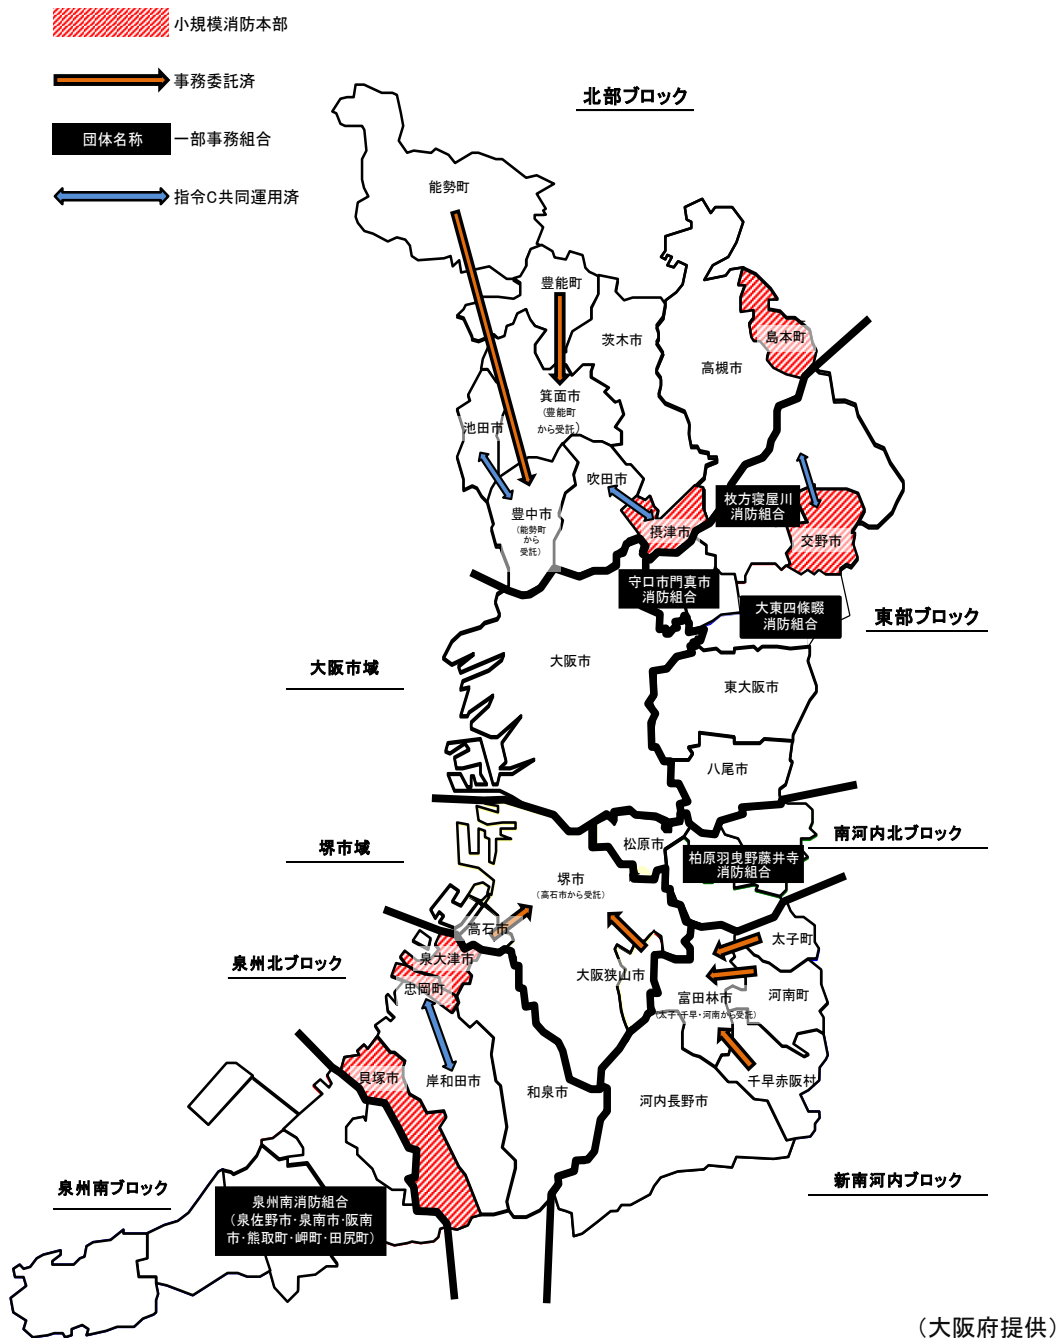 小規模消防本部
事務委託済
団体名称
一部事務組合
指令C共同運用済
北部ブロック
能勢町
豊能町
茨木市
島本町
高槻市
箕面市
(豊能町
から受託)
池田市
吹田市
枚方寝屋川
消防組合
豊中市
(能勢町
から
受託)
摂津市
交野市
守口市門真市
消防組合
大東四條畷
消防組合
東部ブロック
大阪市域
大阪市
東大阪市
八尾市
南河内北ブロック
堺市域
松原市
柏原羽曳野藤井寺
消防組合
堺市
(高石市から受託)
高石市
太子町
泉大津市
泉州北ブロック
大阪狭山市
忠岡町
富田林市
(太子・千早・河南から受託)
河南町
貝塚市
岸和田市
和泉市
千早赤阪村
河内長野市
泉州南ブロック
新南河内ブロック
泉州南消防組合
(泉佐野市・泉南市・阪南
市・熊取町・岬町・田尻町)
(大阪府提供)